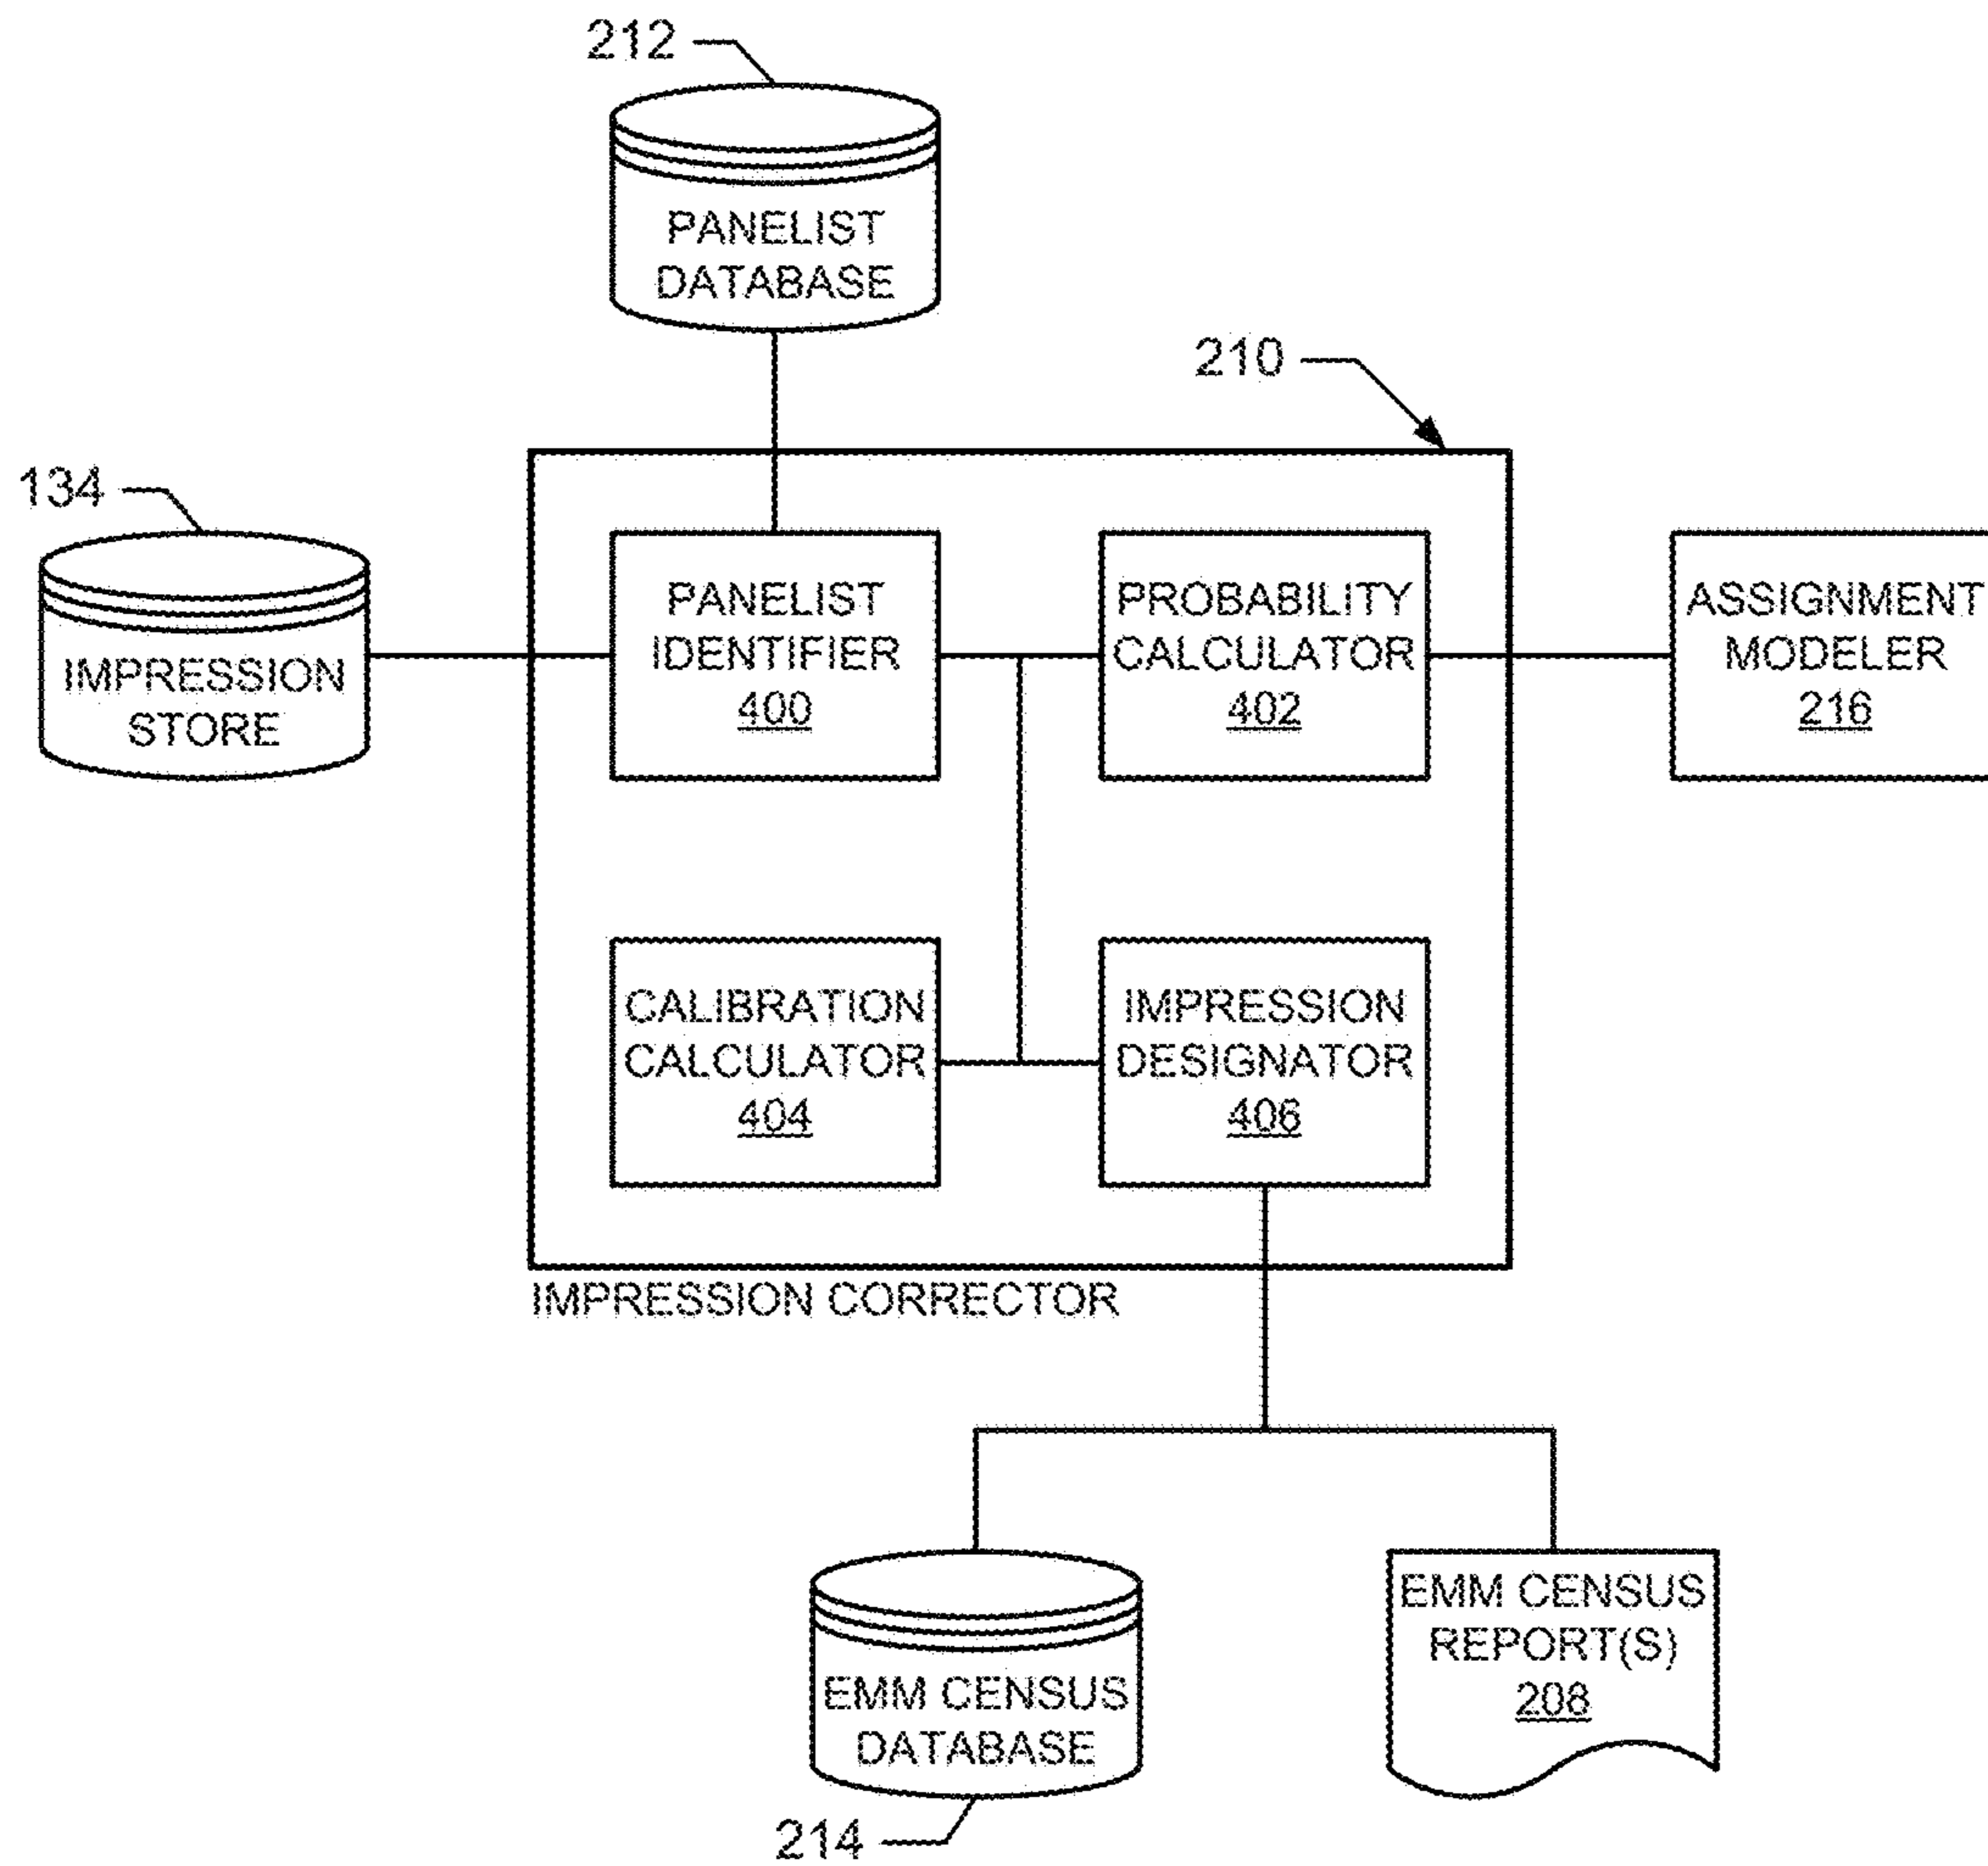 212
PANELIST
DATABASE
210
134
IMPRESSION
STORE
PANELIST
IDENTIFIER
400
PROBABILITY
CALCULATOR
402
ASSIGNMENT
MODELER
216
CALIBRATION
CALCULATOR
404
IMPRESSION
DESIGNATOR
406
IMPRESSION CORRECTOR
EMM CENSUS
DATABASE
214
EMM CENSUS
REPORT(S)
208